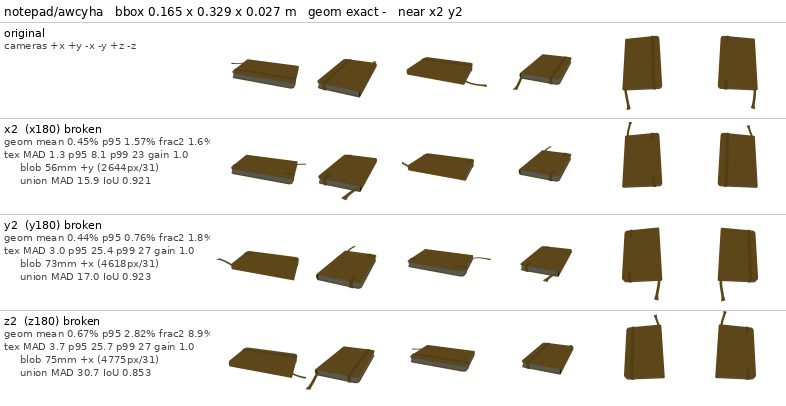 notepad/awcyha bbox 0.165 x 0.329 x 0.027 m geom exact - near x2 y2
original
cameras +x +y -x -y +z -z
x2 (x180) broken
geom mean 0.45% p95 1.57% frac2 1.6%
tex MAD 1.3 p95 8.1 p99 23 gain 1.0
blob 56mm +y (2644px/31)
union MAD 15.9 IoU 0.921
y2 (y180) broken
geom mean 0.44% p95 0.76% frac2 1.8%
tex MAD 3.0 p95 25.4 p99 27 gain 1.0
blob 73mm +x (4618px/31)
union MAD 17.0 IoU 0.923
z2 (z180) broken
geom mean 0.67% p95 2.82% frac2 8.9%
tex MAD 3.7 p95 25.7 p99 27 gain 1.0
blob 75mm +x (4775px/31)
union MAD 30.7 IoU 0.853